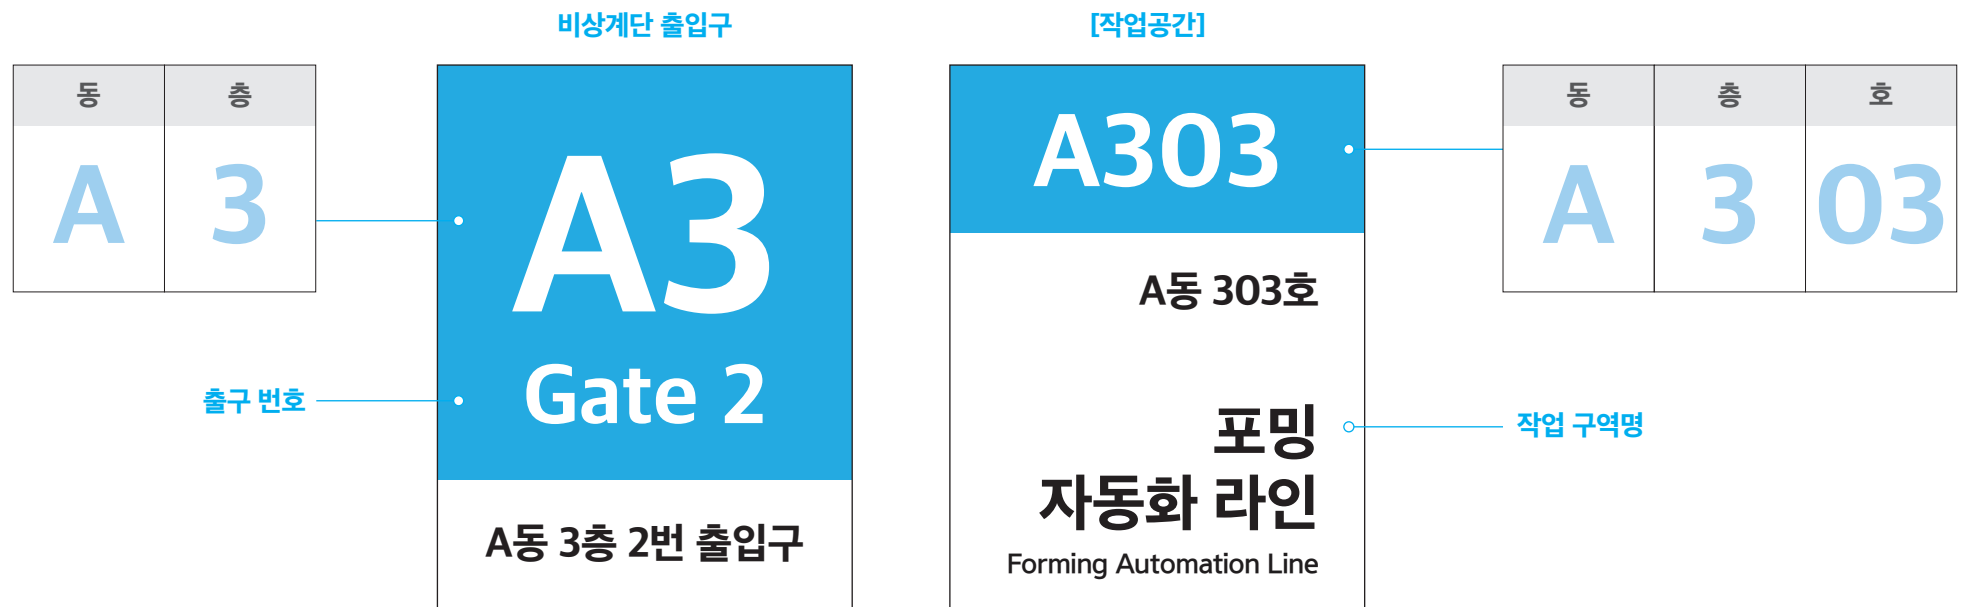 비상계단 출입구
동 층
A 3
A3
출구 번호
Gate 2
A동 3층 2번 출입구
[작업공간]
A303
동 층 호
A 3 03
A동 303호
포밍
자동화 라인
작업 구역명
Forming Automation Line